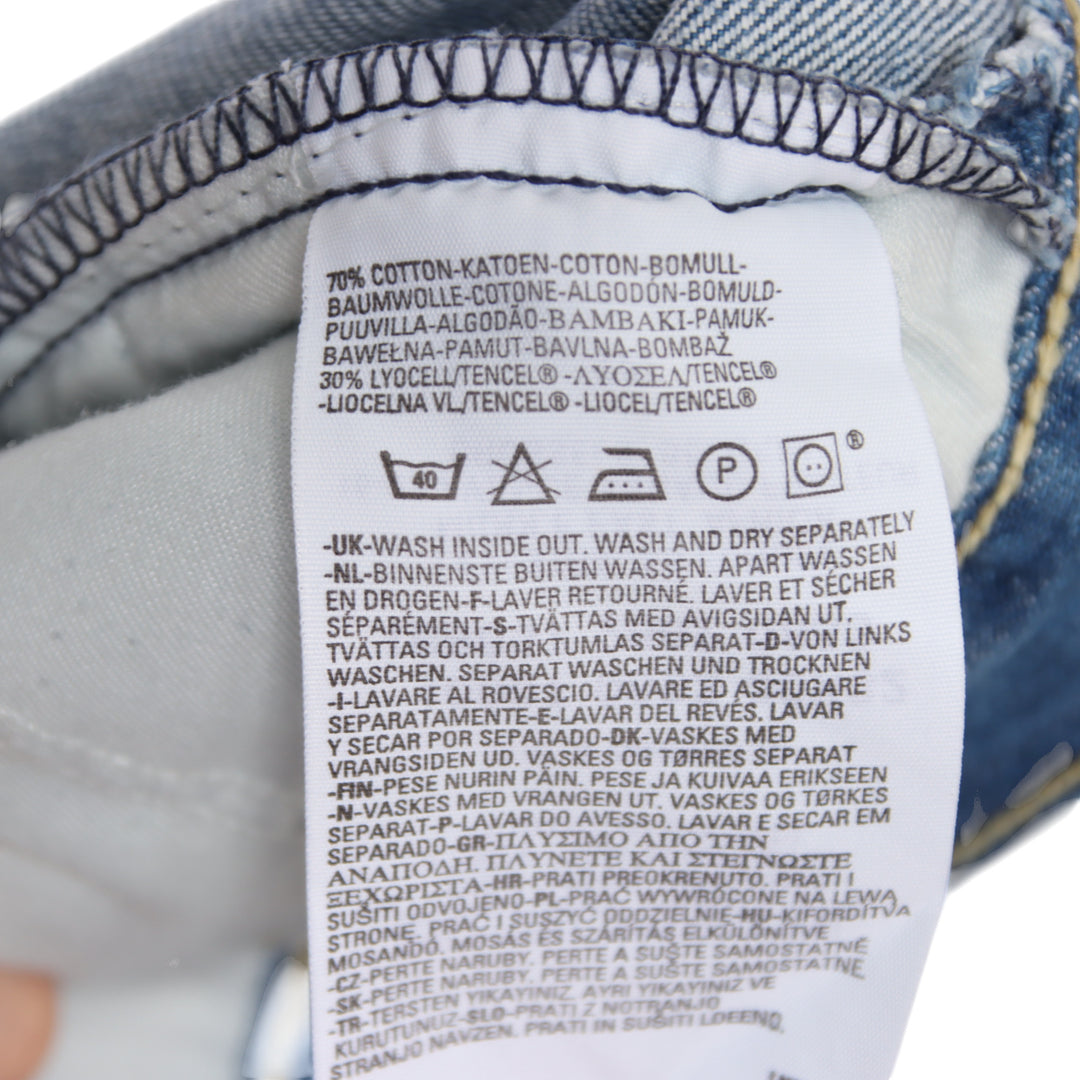 70% COTTON-KATOEN-COTON-BOMULL-
BAUMWOLLE-COTONE-ALGODÓN-BOMULD-
PUUVILLA-ALGODÃO-ΒΑΜΒΑΚΙ-PAMUK-
BAWEŁNA-PAMUT-BAVLNA-BOMBAŽ
30% LYOCELL/TENCEL® -ΛΥΟΣΕΛ/TENCEL®
-LIOCELNA VL/TENCEL® -LIOCEL/TENCEL®
40 P ®
-UK-WASH INSIDE OUT. WASH AND DRY SEPARATELY
-NL-BINNENSTE BUITEN WASSEN. APART WASSEN
EN DROGEN-F-LAVER RETOURNÉ. LAVER ET SÉCHER
SÉPARÉMENT-S-TVÄTTAS MED AVIGSIDAN UT.
TVÄTTAS OCH TORKTUMLAS SEPARAT-D-VON LINKS
WASCHEN. SEPARAT WASCHEN UND TROCKNEN
-I-LAVARE AL ROVESCIO. LAVARE ED ASCIUGARE
SEPARATAMENTE-E-LAVAR DEL REVÉS. LAVAR
Y SECAR POR SEPARADO-DK-VASKES MED
VRANGSIDEN UD. VASKES OG TØRRES SEPARAT
-FIN-PESE NURIN PÄIN. PESE JA KUIVAA ERIKSEEN
-N-VASKES MED VRANGEN UT. VASKES OG TØRKES
SEPARAT-P-LAVAR DO AVESSO. LAVAR E SECAR EM
SEPARADO-GR-ΠΛΥΣΙΜΟ ΑΠΟ ΤΗΝ
ΑΝΑΠΟΔΗ. ΠΛΥΝΕΤΕ ΚΑΙ ΣΤΕΓΝΩΣΤΕ
ΞΕΧΩΡΙΣΤΑ-HR-PRATI PREOKRENUTO. PRATI I
SUŠITI ODVOJENO-PL-PRAĆ WYWRÓCONE NA LEWĄ
STRONĘ. PRAĆ I SUSZYĆ ODDZIELNIE-HU-KIFORDÍTVA
MOSANDÓ. MOSÁS ÉS SZÁRÍTÁS ELKÜLÖNÍTVE
-CZ-PERTE NARUBY. PERTE A SUŠTE SAMOSTATNĚ
-SK-PERTE NARUBY. PERTE A SUŠTE SAMOSTATNE
-TR-TERSTEN YIKAYINIZ. AYRI YIKAYINIZ VE
KURUTUNUZ-SLO-PRATI Z NOTRANJO
STRANJO NAVZEN. PRATI IN SUŠITI LOČENO.